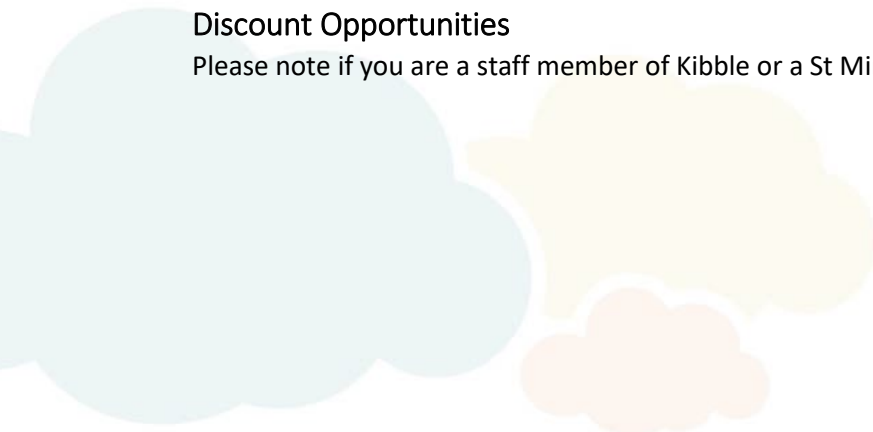 Discount Opportunities
Please note if you are a staff member of Kibble or a St Mi